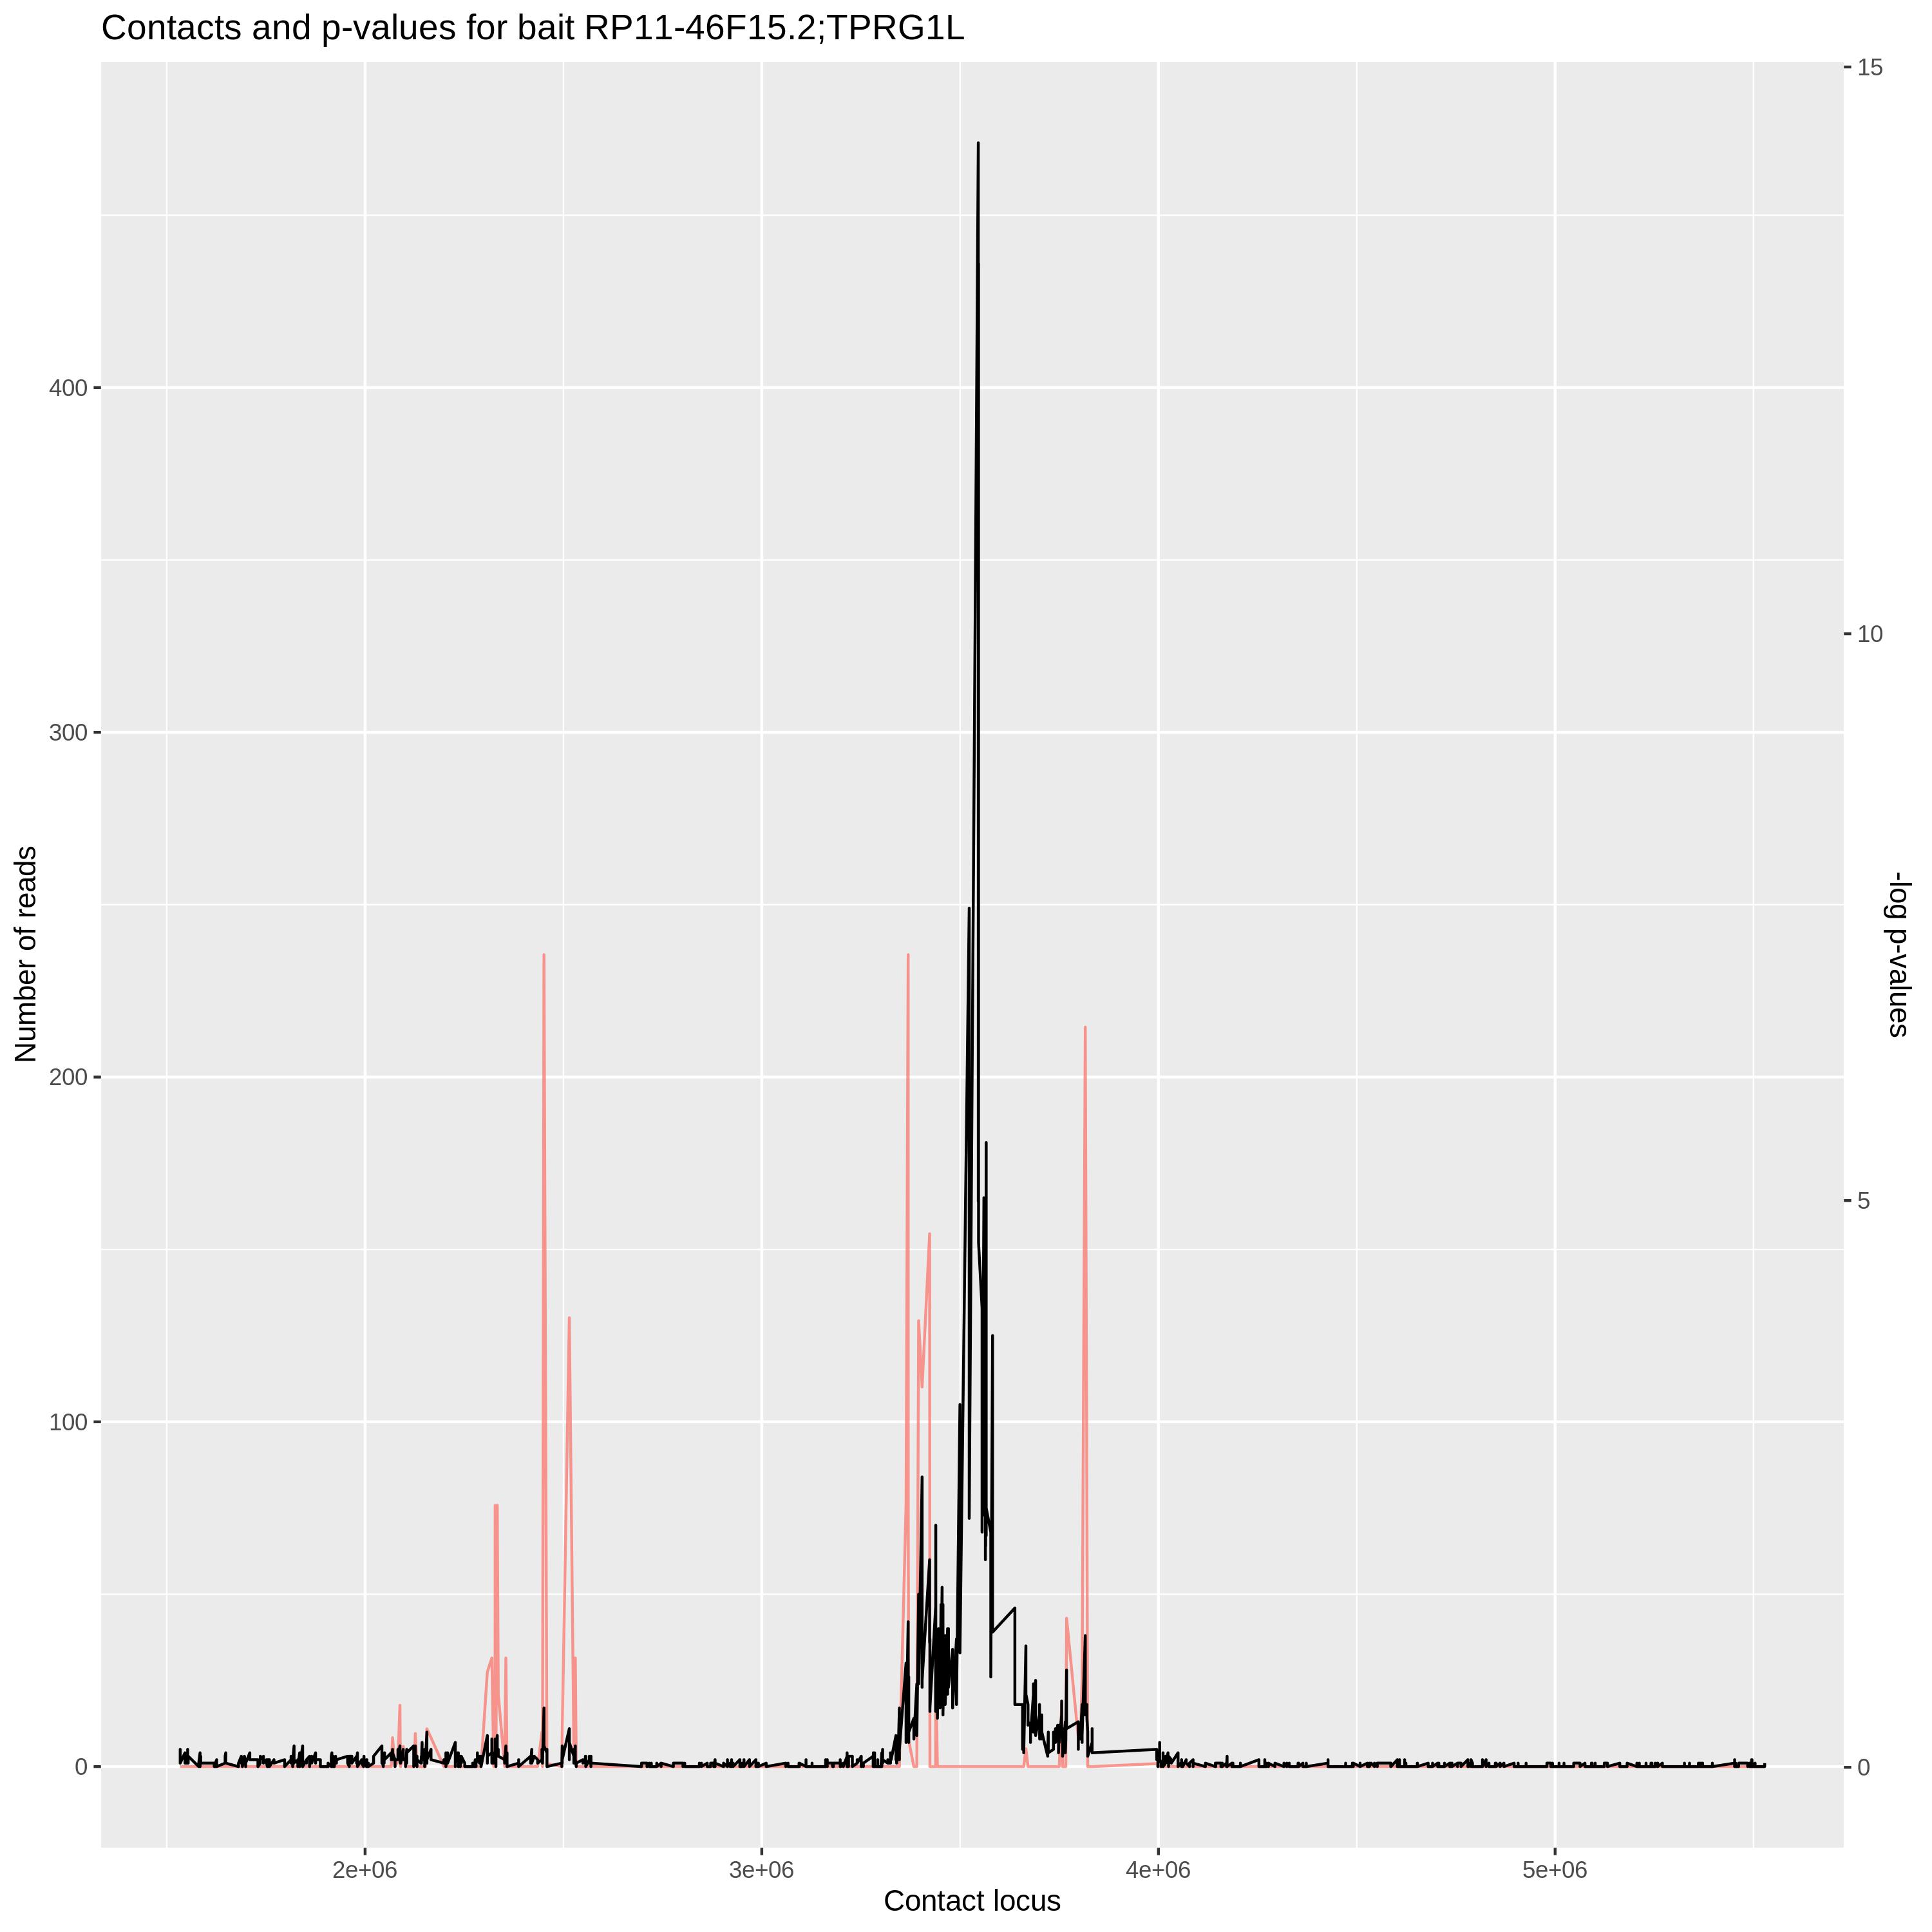 Contacts and p-values for bait RP11-46F15.2;TPRG1L
Number of reads
400
300
200
100
0
15
10
5
0
-log p-values
2e+06 3e+06 4e+06 5e+06
Contact locus